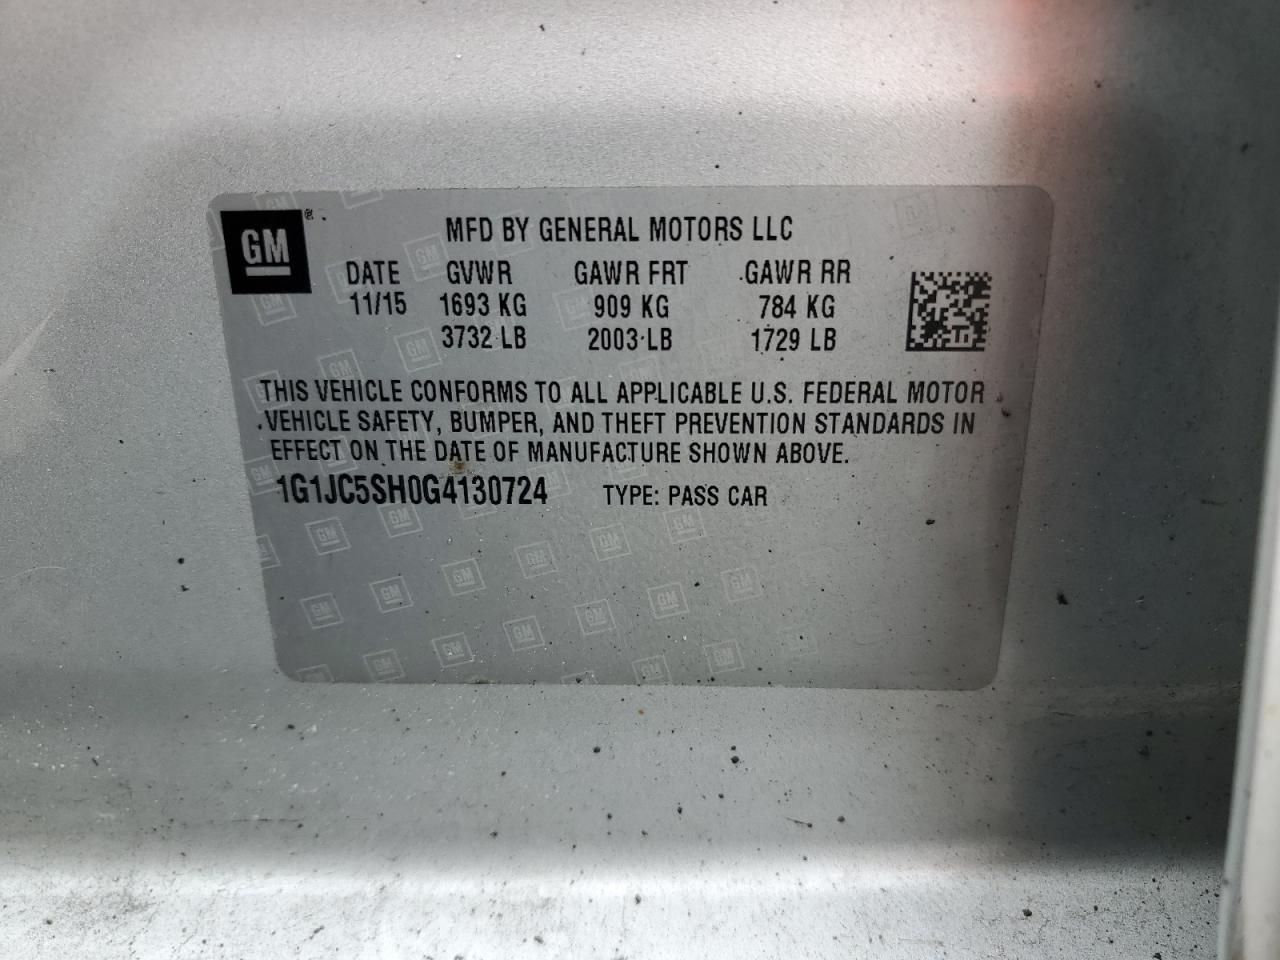 GM ®
MFD BY GENERAL MOTORS LLC
DATE GVWR GAWR FRT GAWR RR
11/15 1693 KG 909 KG 784 KG
3732 LB 2003 LB 1729 LB
THIS VEHICLE CONFORMS TO ALL APPLICABLE U.S. FEDERAL MOTOR
VEHICLE SAFETY, BUMPER, AND THEFT PREVENTION STANDARDS IN
EFFECT ON THE DATE OF MANUFACTURE SHOWN ABOVE.
1G1JC5SH0G4130724 TYPE: PASS CAR